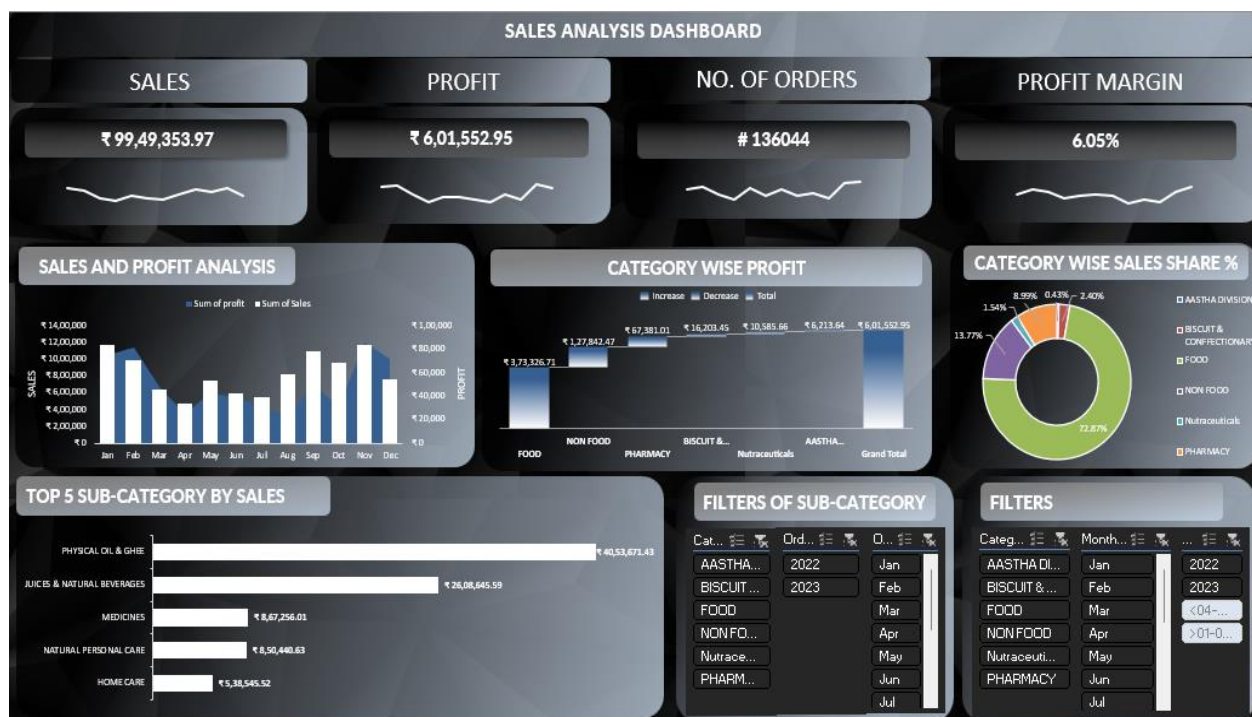 SALES ANALYSIS DASHBOARD
SALES
PROFIT
NO. OF ORDERS
PROFIT MARGIN
₹ 99,49,353.97
₹ 6,01,552.95
# 136044
6.05%
SALES AND PROFIT ANALYSIS
Sum of profit
Sum of Sales
₹ 14,00,000
₹ 12,00,000
₹ 10,00,000
₹ 8,00,000
₹ 6,00,000
₹ 4,00,000
₹ 2,00,000
₹ 0
SALES
₹ 1,00,000
₹ 80,000
₹ 60,000
₹ 40,000
₹ 20,000
₹ 0
PROFIT
Jan Feb Mar Apr May Jun Jul Aug Sep Oct Nov Dec
CATEGORY WISE PROFIT
Increase Decrease Total
₹ 3,73,326.71
₹ 1,27,842.47
₹ 67,381.01
₹ 16,203.45
₹ 10,585.66
₹ 6,213.64
₹ 6,01,552.95
FOOD
NON FOOD
PHARMACY
BISCUIT &...
Nutraceuticals
AASTHA...
Grand Total
CATEGORY WISE SALES SHARE %
8.99%
0.43%
2.40%
1.54%
13.77%
72.87%
AASTHA DIVISION
BISCUIT &
CONFFECTIONAR
FOOD
NON FOOD
Nutraceuticals
PHARMACY
TOP 5 SUB-CATEGORY BY SALES
PHYSICAL OIL & GHEE
₹ 40,53,671.43
JUICES & NATURAL BEVERAGES
₹ 26,08,645.59
MEDICINES
₹ 8,67,256.01
NATURAL PERSONAL CARE
₹ 8,50,440.63
HOME CARE
₹ 5,38,545.52
FILTERS OF SUB-CATEGORY
Cat...
AASTHA...
BISCUIT ...
FOOD
NON FO...
Nutrace...
PHARM...
Ord...
2022
2023
O...
Jan
Feb
Mar
Apr
May
Jun
Jul
FILTERS
Categ...
AASTHA DI...
BISCUIT & ...
FOOD
NON FOOD
Nutraceuti...
PHARMACY
Month...
Jan
Feb
Mar
Apr
May
Jun
Jul
...
2022
2023
<04-...
>01-0...